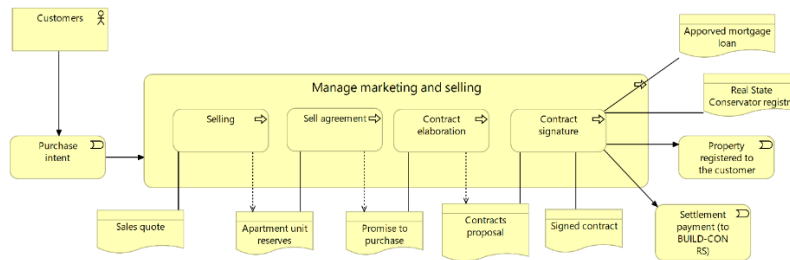 Customers
Apporved mortgage
loan
Manage marketing and selling
Real State
Conservator registr
Selling
Sell agreement
Contract
elaboration
Contract
signature
Purchase
intent
Property
registered to
the customer
Sales quote
Apartment unit
reserves
Promise to
purchase
Contracts
proposal
Signed contract
Settlement
payment (to
BUILD-CON
RS)